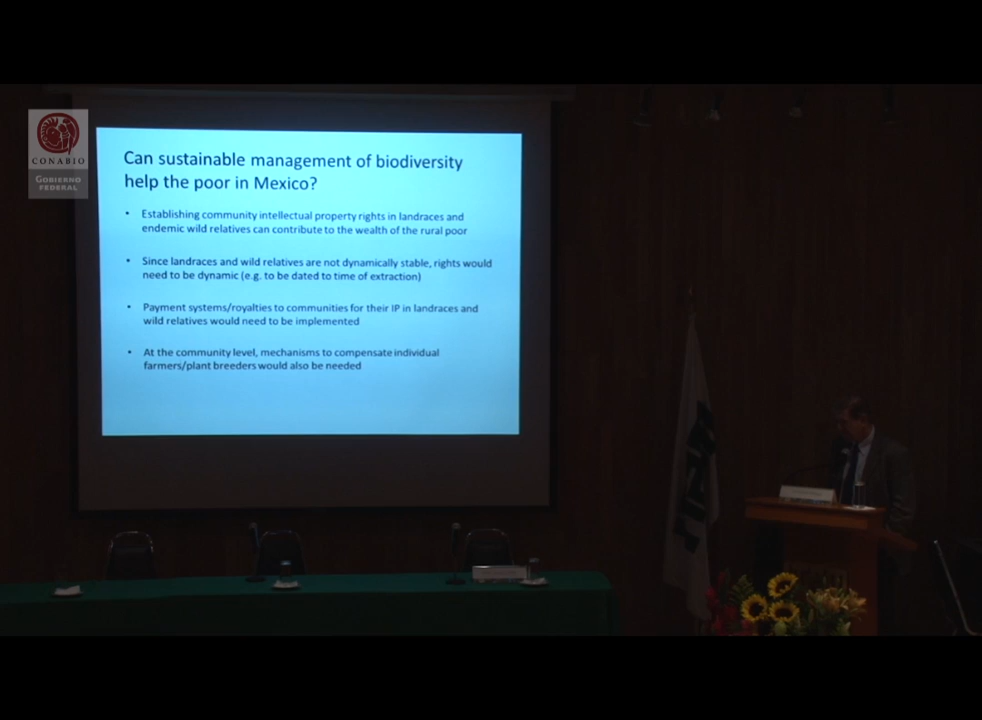 CONABIO
GOBIERNO
FEDERAL
Can sustainable management of biodiversity
help the poor in Mexico?
• Establishing community intellectual property rights in landraces and
endemic wild relatives can contribute to the wealth of the rural poor
• Since landraces and wild relatives are not dynamically stable, rights would
need to be dynamic (e.g. to be dated to time of extraction)
• Payment systems/royalties to communities for their IP in landraces and
wild relatives would need to be implemented
• At the community level, mechanisms to compensate individual
farmers/plant breeders would also be needed